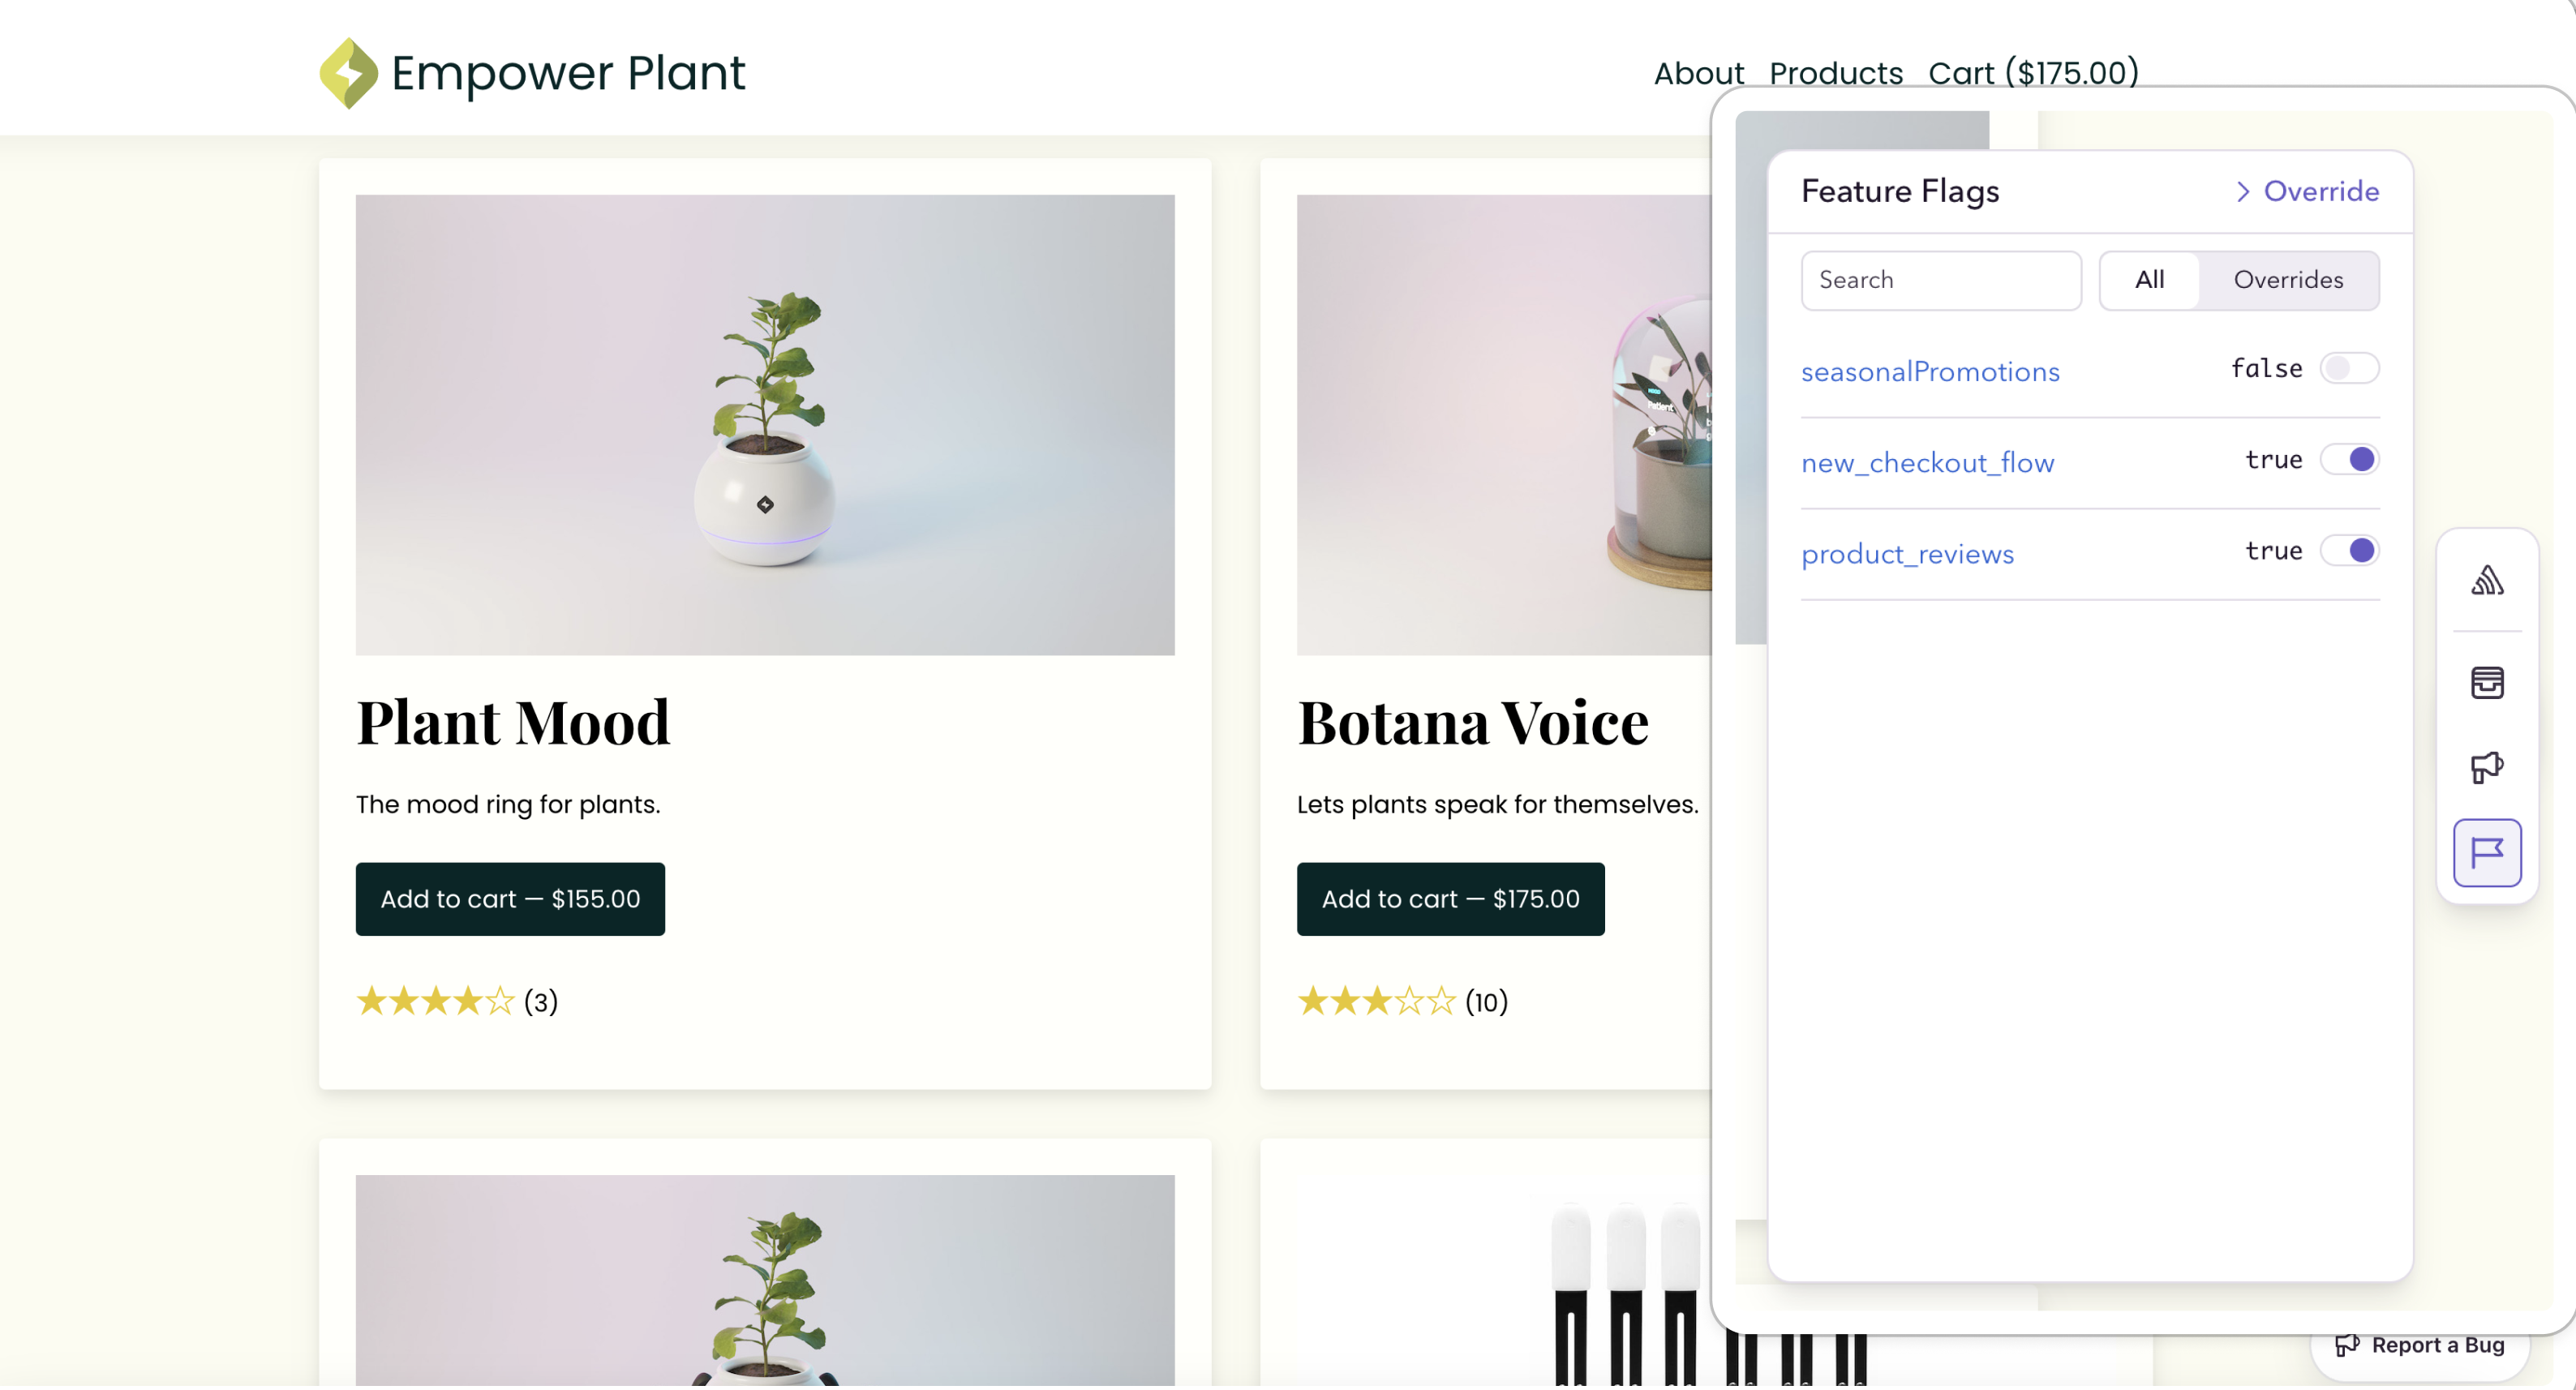 Empower Plant
About Products Cart ($175.00)
Feature Flags
Override
Search
All
Overrides
seasonalPromotions
false
new_checkout_flow
true
product_reviews
true
Patient
Plant Mood
The mood ring for plants.
Add to cart — $155.00
(3)
Botana Voice
Lets plants speak for themselves.
Add to cart — $175.00
(10)
Report a Bug